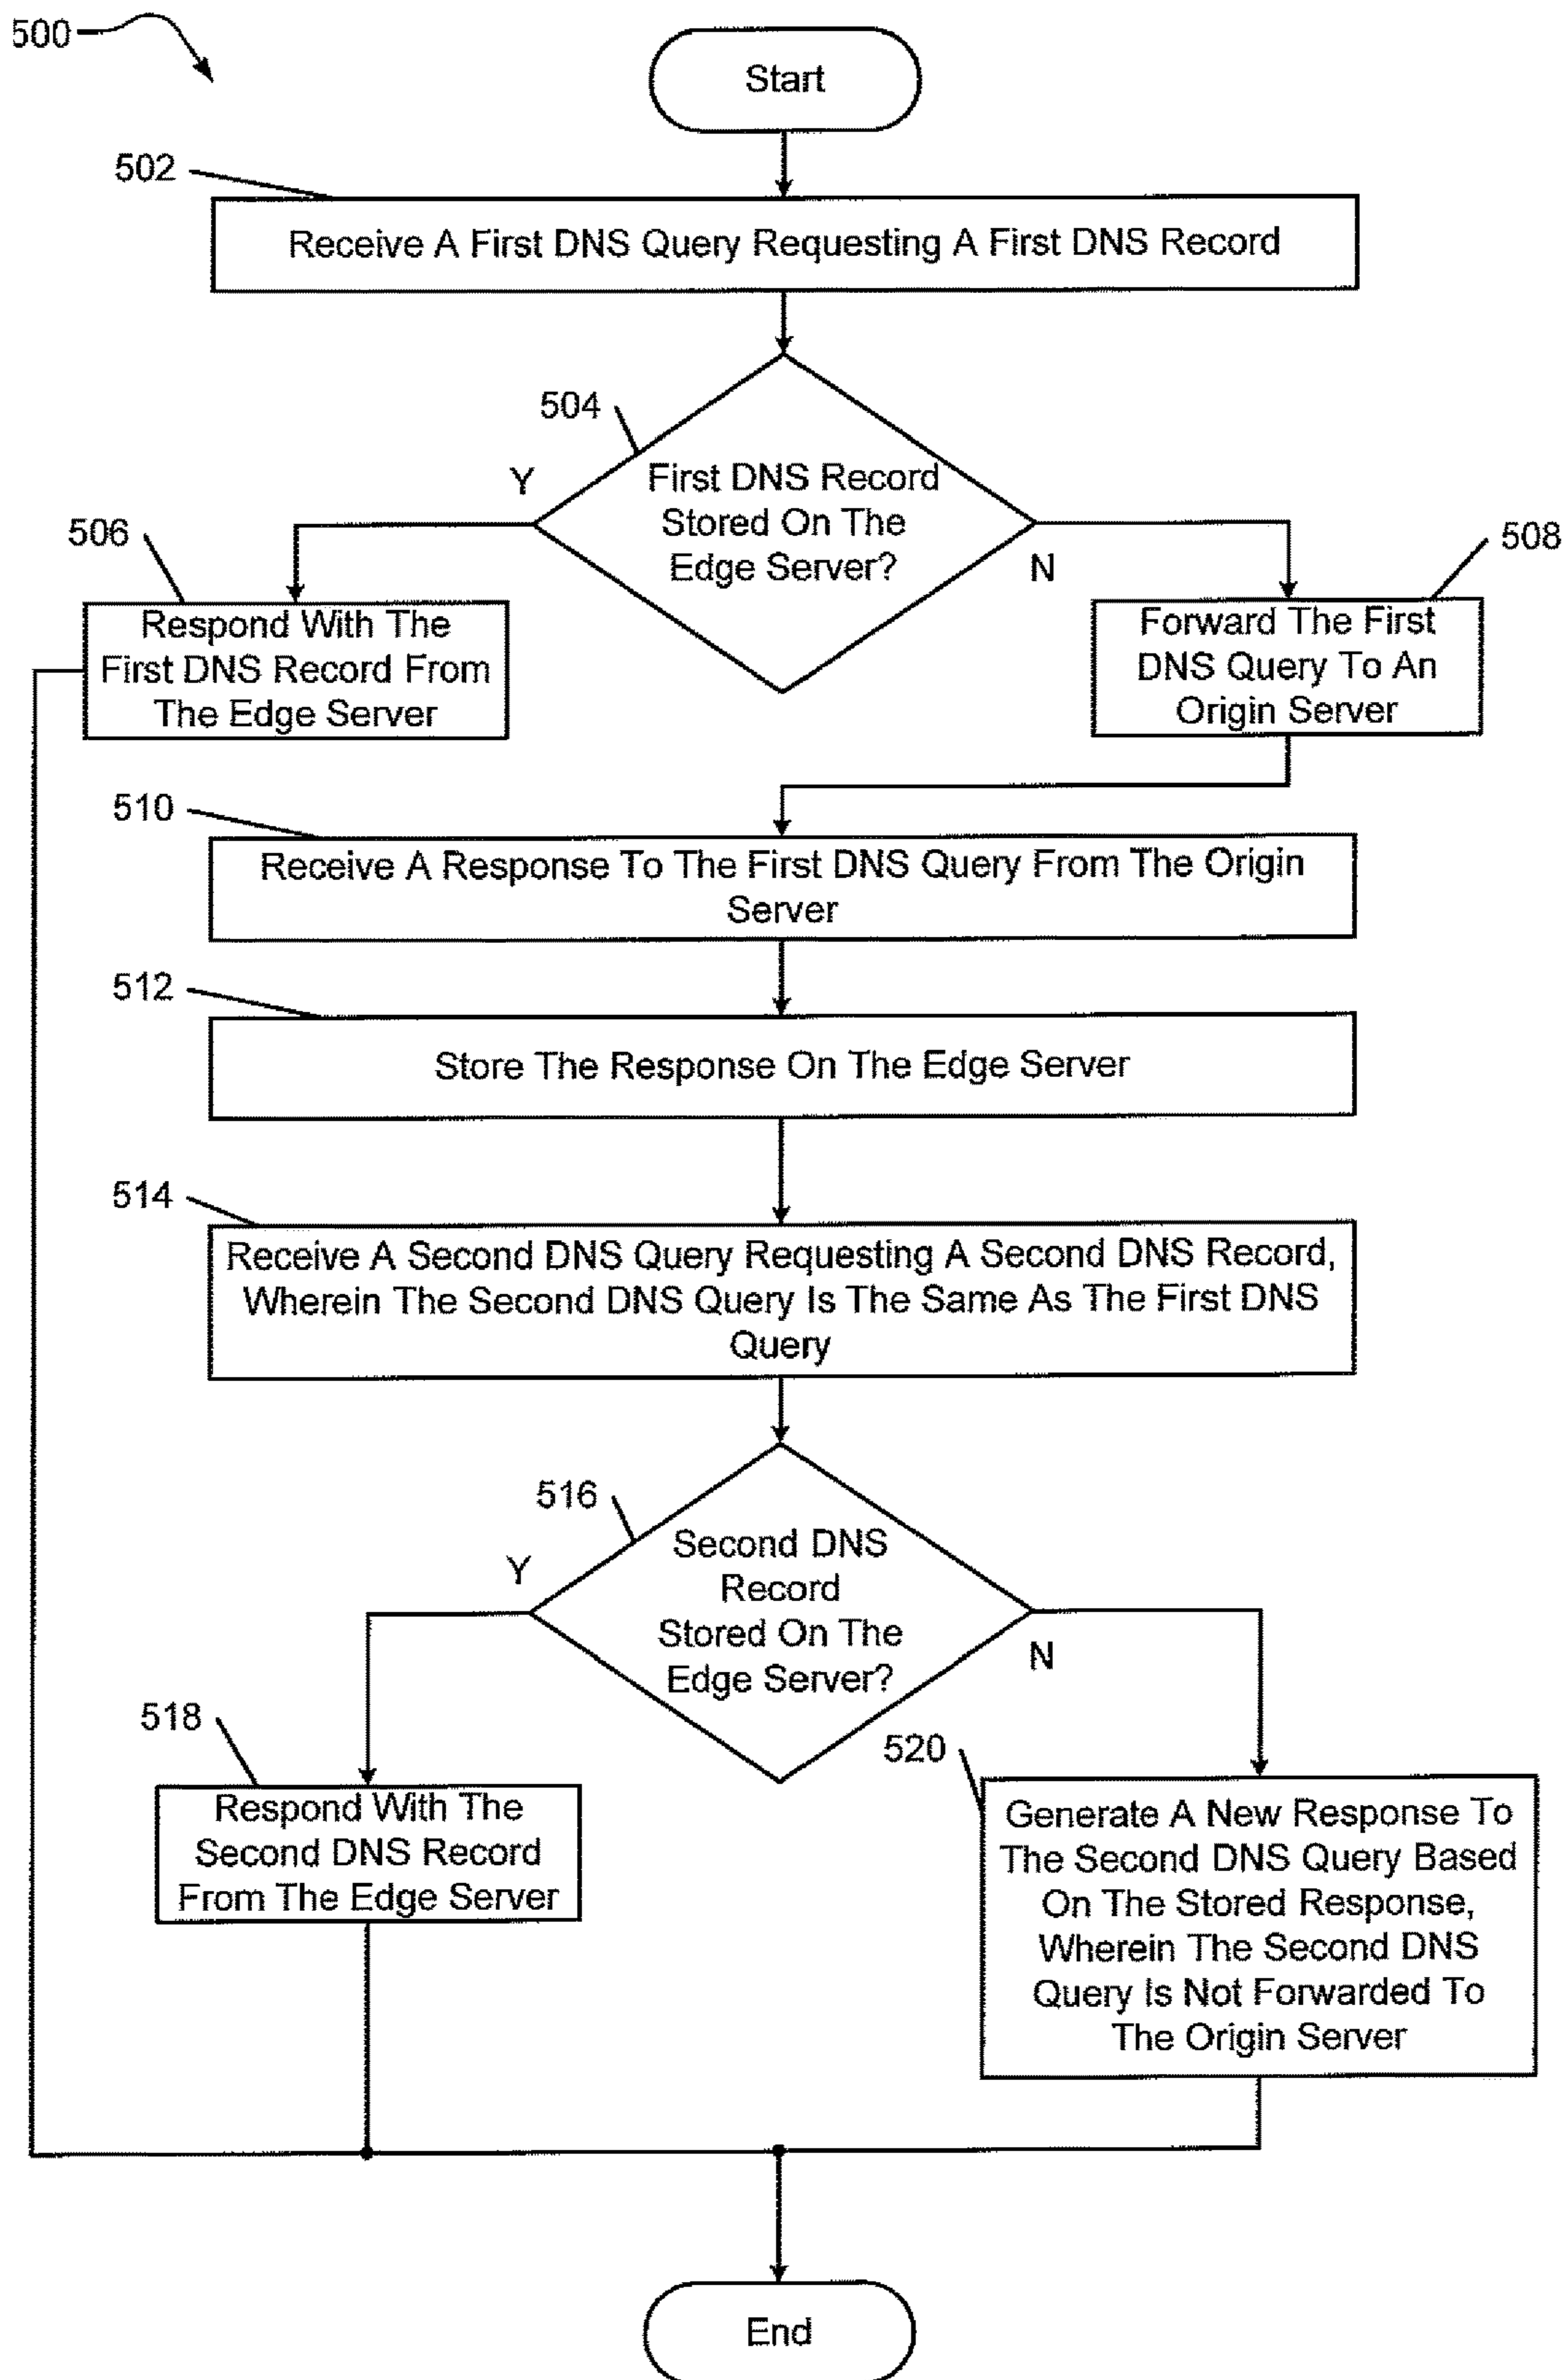 500
Start
502
Receive A First DNS Query Requesting A First DNS Record
504
Y
First DNS Record
Stored On The
Edge Server?
N
506
508
Respond With The
First DNS Record From
The Edge Server
Forward The First
DNS Query To An
Origin Server
510
Receive A Response To The First DNS Query From The Origin
Server
512
Store The Response On The Edge Server
514
Receive A Second DNS Query Requesting A Second DNS Record,
Wherein The Second DNS Query Is The Same As The First DNS
Query
516
Y
Second DNS
Record
Stored On The
Edge Server?
N
518
520
Respond With The
Second DNS Record
From The Edge Server
Generate A New Response To
The Second DNS Query Based
On The Stored Response,
Wherein The Second DNS
Query Is Not Forwarded To
The Origin Server
End